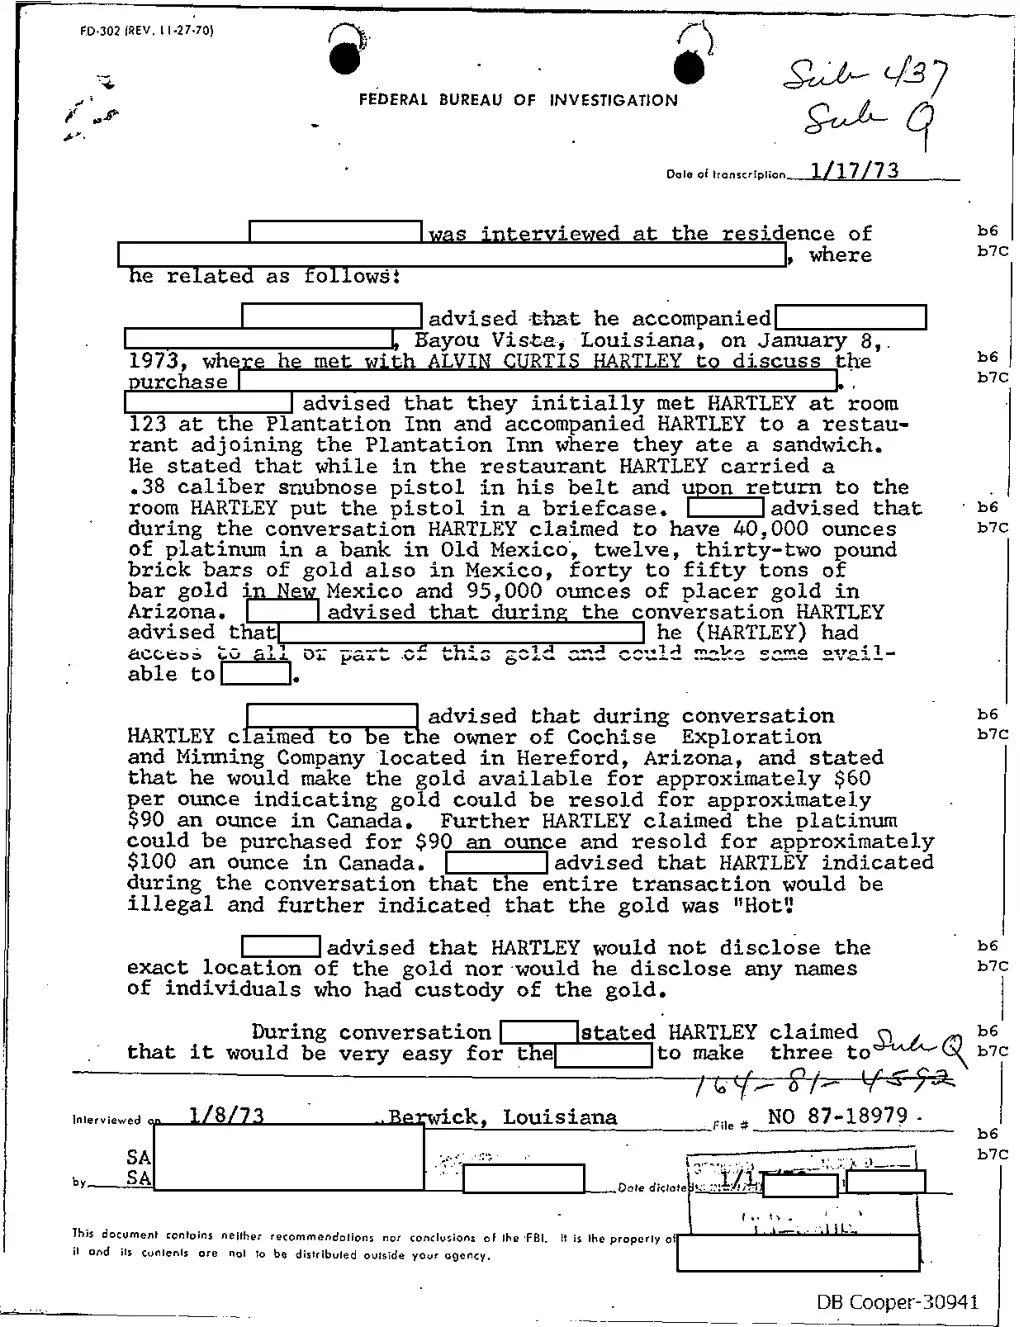 FD-302 (REV. 11-27-70)
Sub 437
FEDERAL BUREAU OF INVESTIGATION
Sub Q
Date of transcription 1/17/73
was interviewed at the residence of b6
, where b7C
he related as follows:
advised that he accompanied
, Bayou Vista, Louisiana, on January 8,
1973, where he met with ALVIN CURTIS HARTLEY to discuss the b6
purchase . b7C
advised that they initially met HARTLEY at room
123 at the Plantation Inn and accompanied HARTLEY to a restau-
rant adjoining the Plantation Inn where they ate a sandwich.
He stated that while in the restaurant HARTLEY carried a
.38 caliber snubnose pistol in his belt and upon return to the
room HARTLEY put the pistol in a briefcase. advised that b6
during the conversation HARTLEY claimed to have 40,000 ounces b7C
of platinum in a bank in Old Mexico, twelve, thirty-two pound
brick bars of gold also in Mexico, forty to fifty tons of
bar gold in New Mexico and 95,000 ounces of placer gold in
Arizona. advised that during the conversation HARTLEY
advised that he (HARTLEY) had
access to all or part of this gold and could make same avail-
able to .
advised that during conversation b6
HARTLEY claimed to be the owner of Cochise Exploration b7C
and Minning Company located in Hereford, Arizona, and stated
that he would make the gold available for approximately $60
per ounce indicating gold could be resold for approximately
$90 an ounce in Canada. Further HARTLEY claimed the platinum
could be purchased for $90 an ounce and resold for approximately
$100 an ounce in Canada. advised that HARTLEY indicated
during the conversation that the entire transaction would be
illegal and further indicated that the gold was "Hot"!
advised that HARTLEY would not disclose the b6
exact location of the gold nor would he disclose any names b7C
of individuals who had custody of the gold.
During conversation stated HARTLEY claimed b6
that it would be very easy for the to make three to Sub Q b7C
164-81-4592
Interviewed on 1/8/73 Berwick, Louisiana File # NO 87-18979
b6
SA b7C
by SA Date dictated 1/1
This document contains neither recommendations nor conclusions of the FBI. It is the property of
it and its contents are not to be distributed outside your agency.
DB Cooper-30941